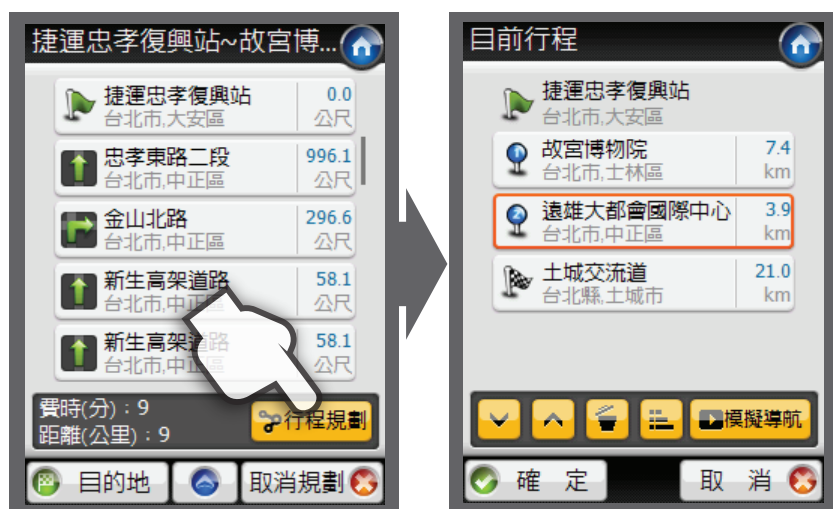 捷運忠孝復興站~故宮博...
捷運忠孝復興站
0.0
台北市,大安區
公尺
忠孝東路二段
996.1
台北市,中正區
公尺
金山北路
296.6
台北市,中正區
公尺
新生高架道路
58.1
台北市,中正區
公尺
新生高架道路
58.1
台北市,中正
公尺
費時(分):9
距離(公里):9
行程規劃
目的地
取消規劃
目前行程
捷運忠孝復興站
台北市,大安區
1
故宮博物院
7.4
台北市,士林區
km
2
遠雄大都會國際中心
3.9
台北市,中正區
km
土城交流道
21.0
台北縣,土城市
km
模擬導航
確 定
取 消